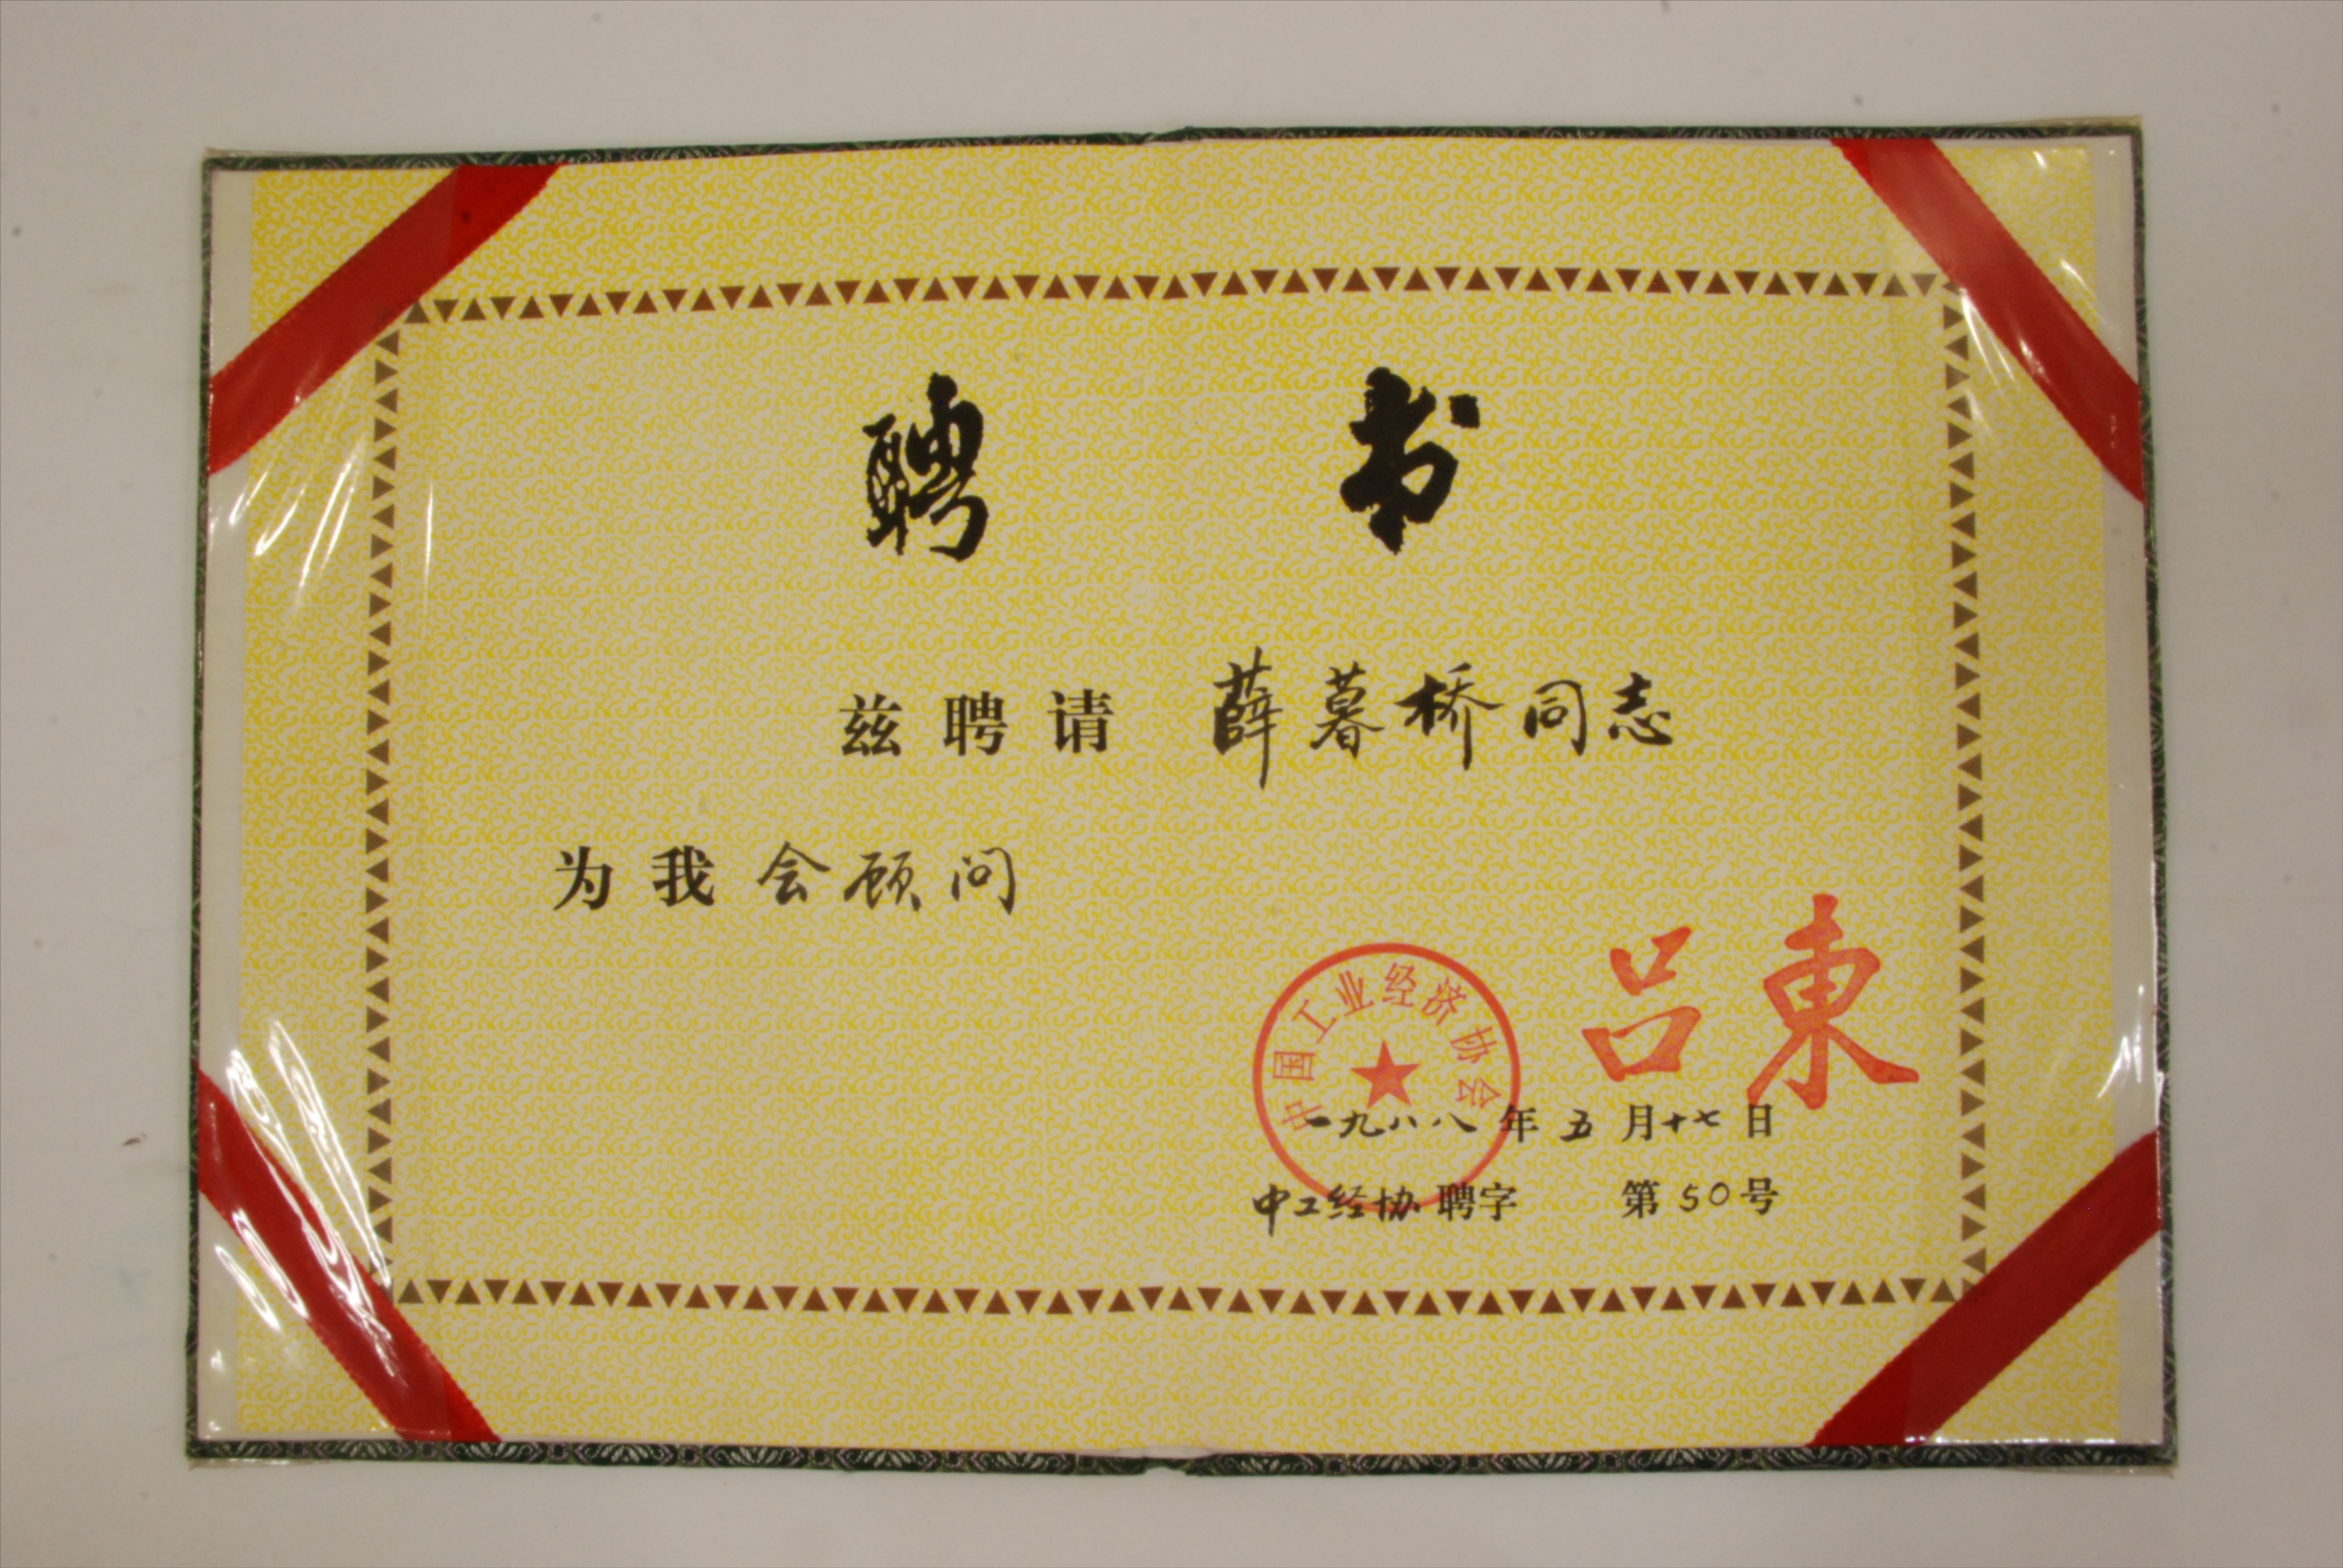 聘书
兹聘请 薛暮桥同志
为我会顾问
吕東
中国工业经济协会
一九八八年五月十七日
中工经协聘字 第50号